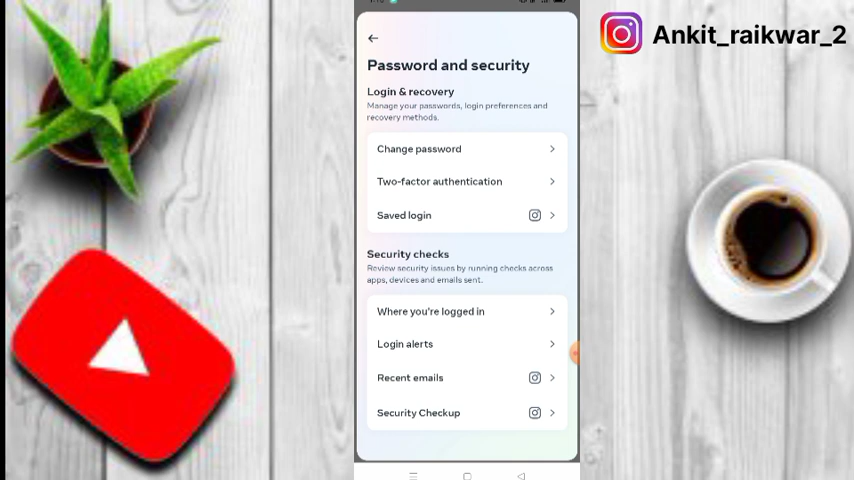 Ankit_raikwar_2
Password and security
Login & recovery
Manage your passwords, login preferences and
recovery methods.
Change password
Two-factor authentication
Saved login
Security checks
Review security issues by running checks across
apps, devices and emails sent.
Where you're logged in
Login alerts
Recent emails
Security Checkup